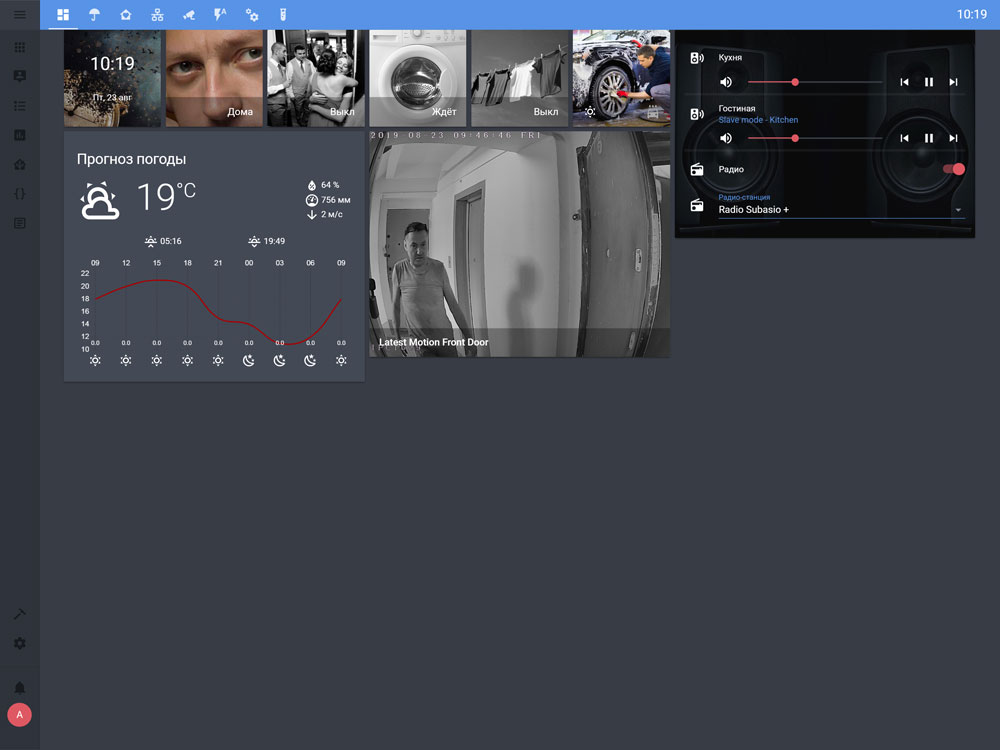 10:19
10:19
Пт, 23 авг
Дома
Выкл
Ждёт
Выкл
Прогноз погоды
19°C
64 %
756 мм
2 м/с
05:16
19:49
09 12 15 18 21 00 03 06 09
22
20
18
16
14
12
10
0.0 0.0 0.0 0.0 0.0 0.0 0.0 0.0 0.0
2019-08-23 09:46:46 FRI
Latest Motion Front Door
Кухня
Гостиная
Slave mode - Kitchen
Радио
Радио-станция
Radio Subasio +
A